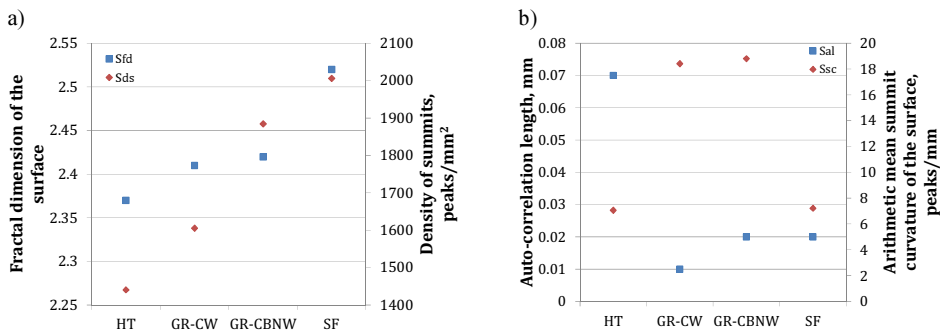 a)
Fractal dimension of the
surface
2.55
2.5
2.45
2.4
2.35
2.3
2.25
Sfd
Sds
2100
2000
1900
1800
1700
1600
1500
1400
Density of summits,
peaks/mm²
HT GR-CW GR-CBNW SF
b)
Auto-correlation length, mm
0.08
0.07
0.06
0.05
0.04
0.03
0.02
0.01
0
Sal
Ssc
20
18
16
14
12
10
8
6
4
2
0
Arithmetic mean summit
curvature of the surface,
peaks/mm
HT GR-CW GR-CBNW SF